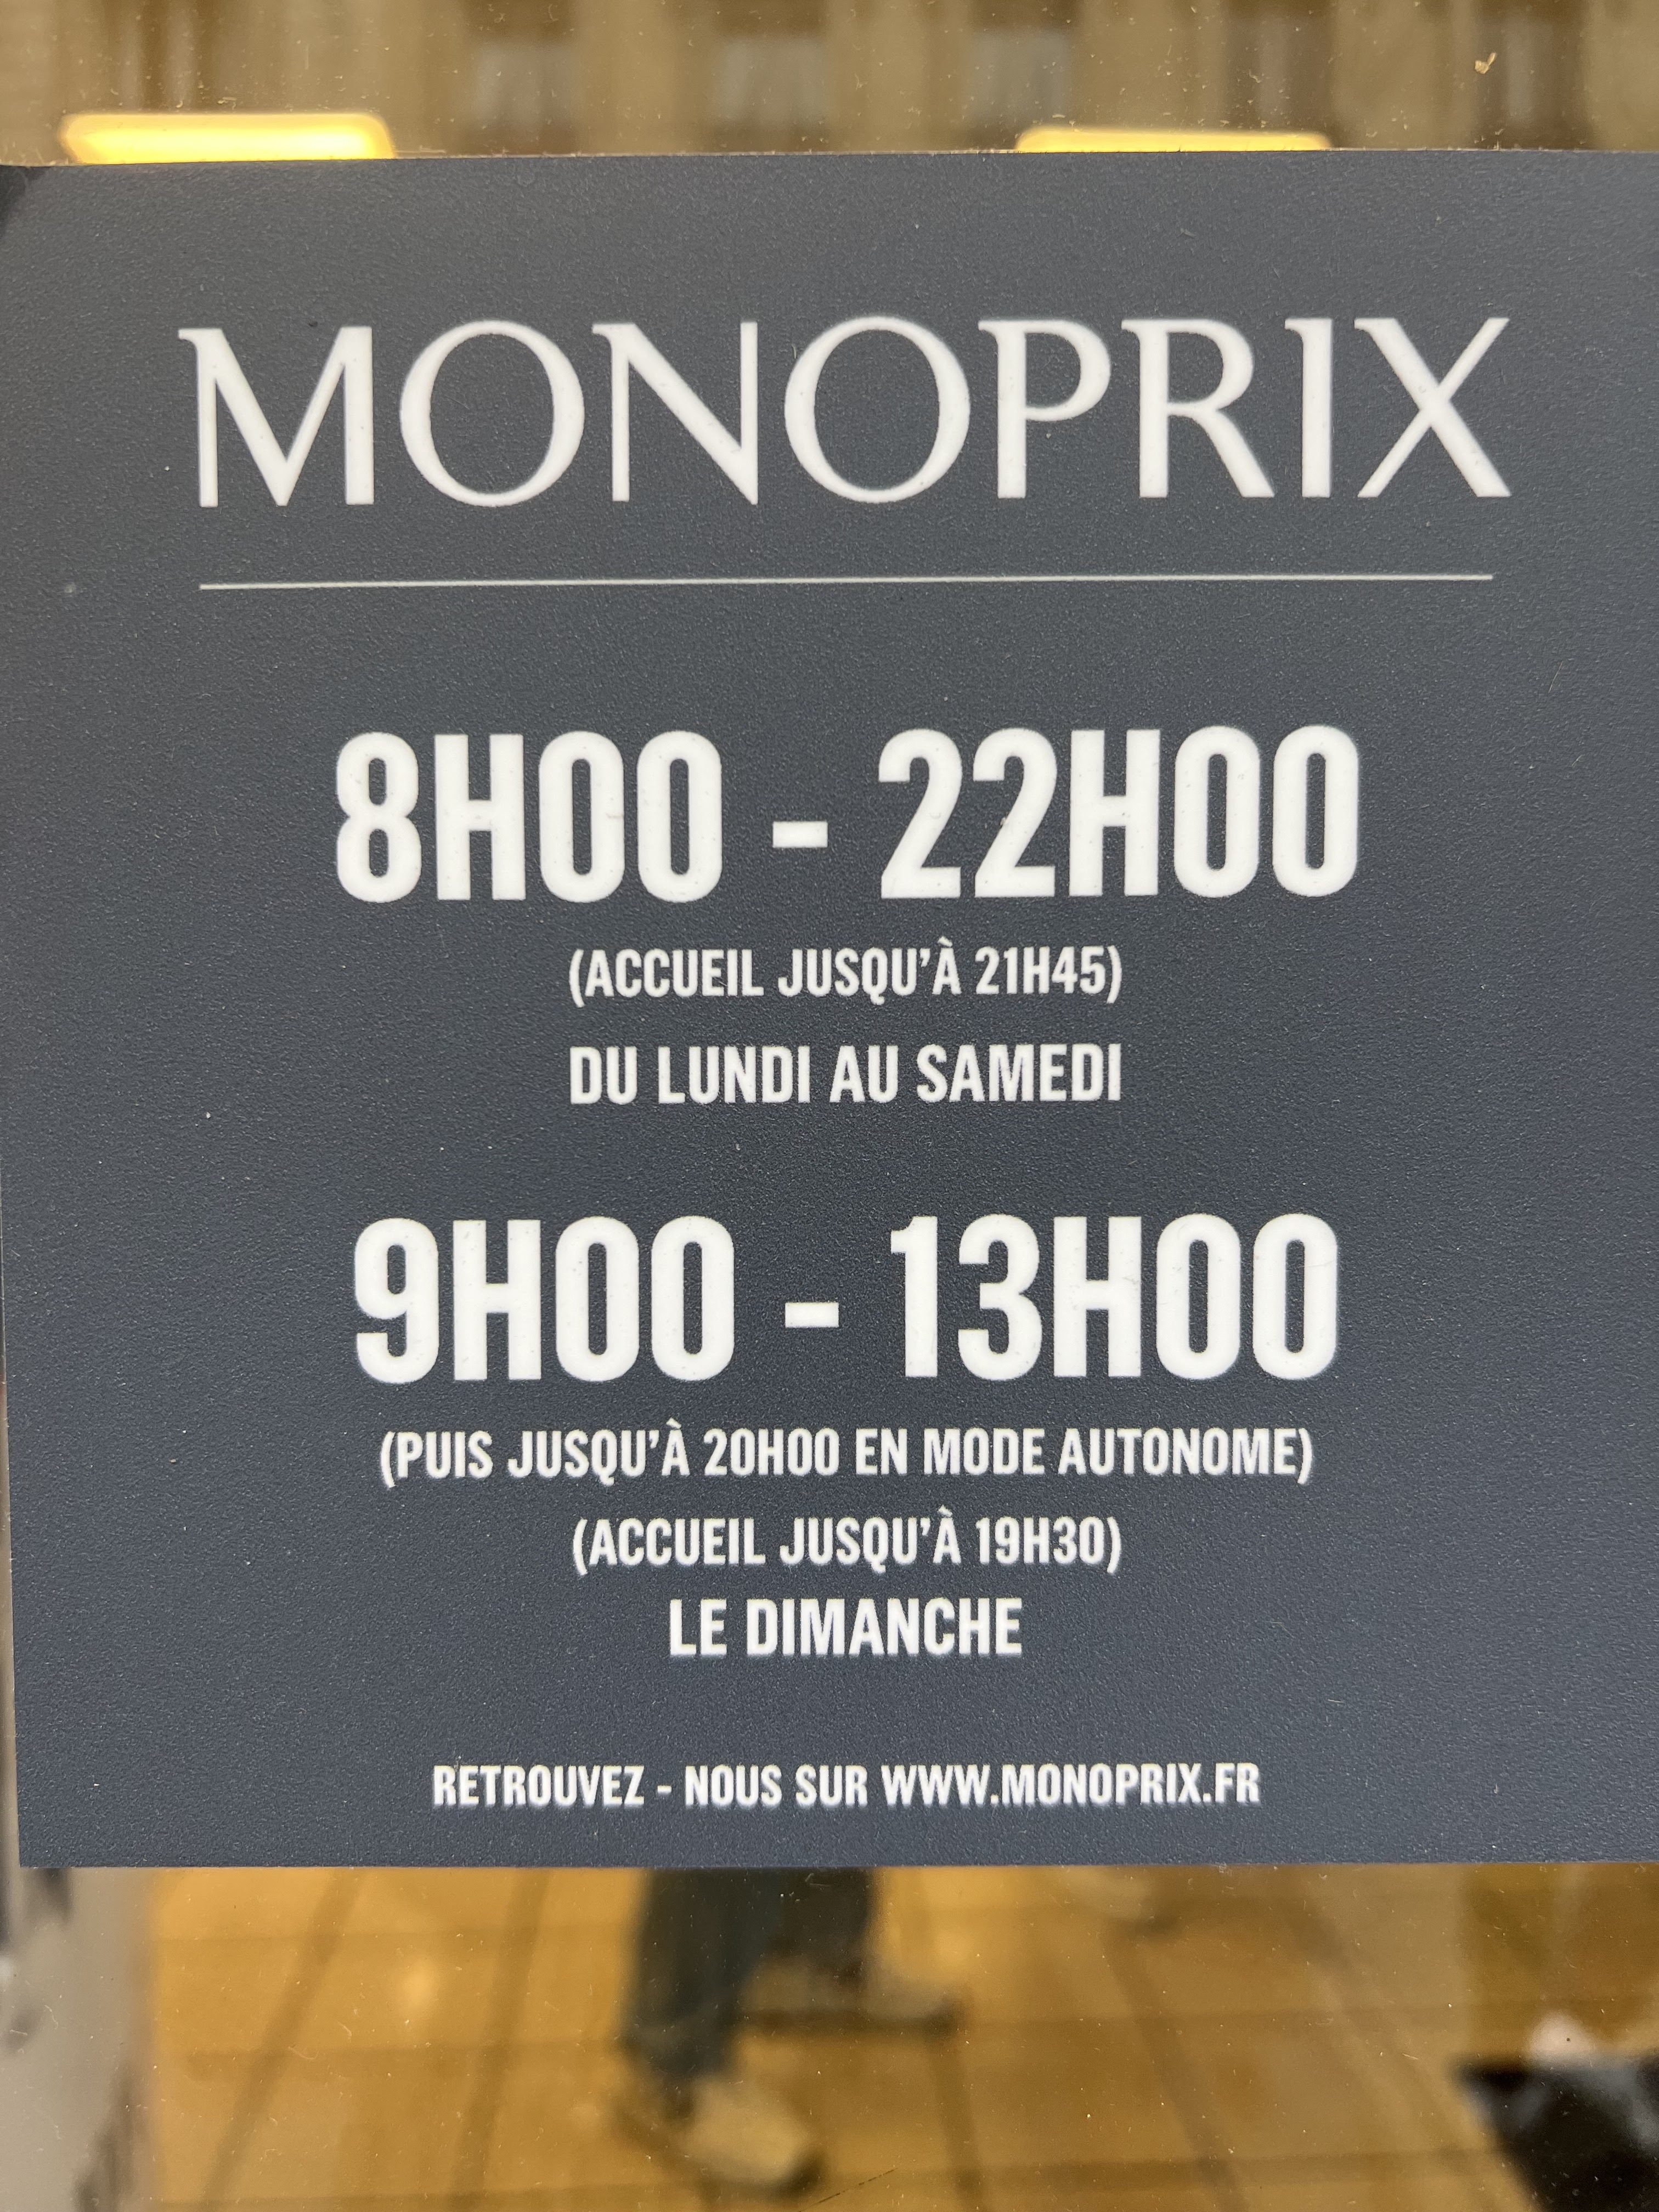 MONOPRIX
8H00 - 22H00
(ACCUEIL JUSQU'À 21H45)
DU LUNDI AU SAMEDI
9H00 - 13H00
(PUIS JUSQU'À 20H00 EN MODE AUTONOME)
(ACCUEIL JUSQU'À 19H30)
LE DIMANCHE
RETROUVEZ - NOUS SUR WWW.MONOPRIX.FR